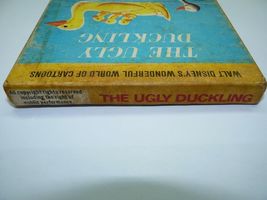 THE UGLY
DUCKLING
WALT DISNEY'S WONDERFUL WORLD OF CARTOONS
All copyright rights reserved
including the right of
public performance
THE UGLY DUCKLING